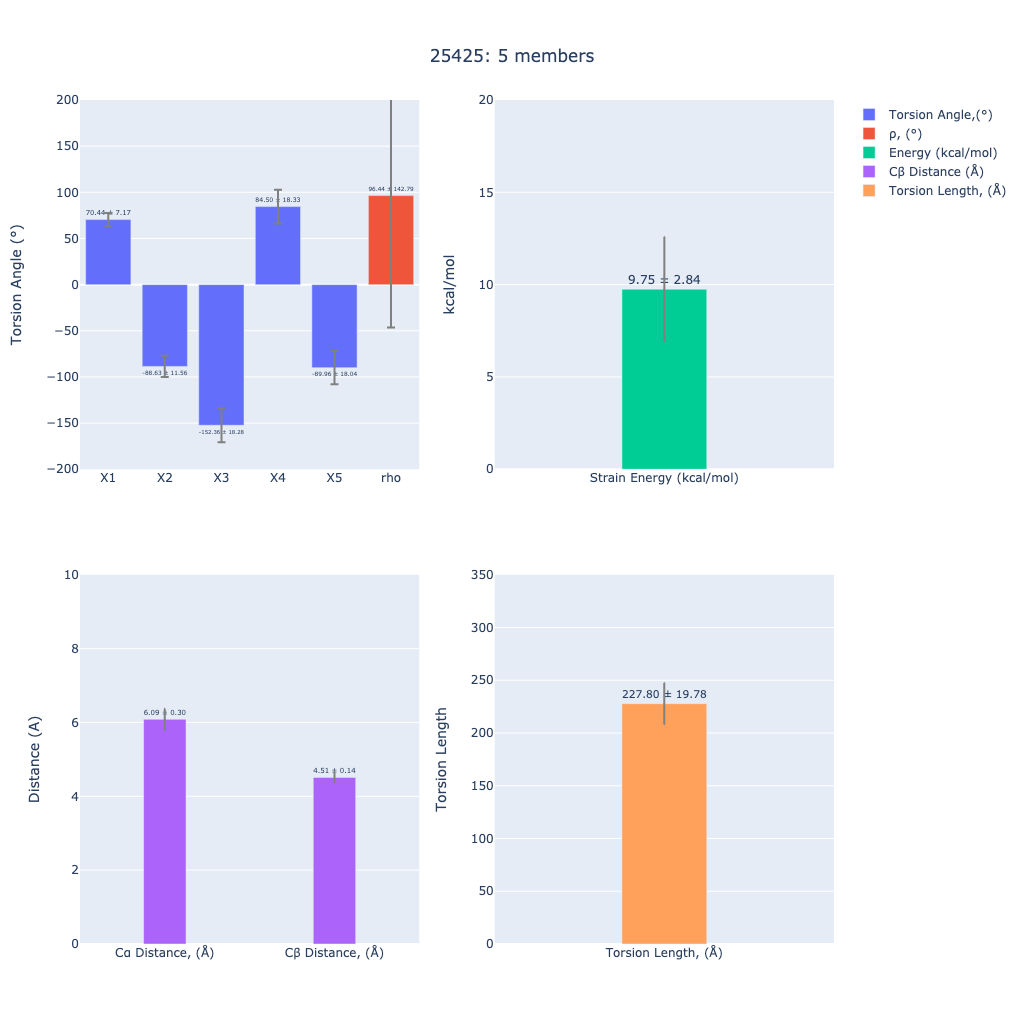 25425: 5 members
Torsion Angle (°)
200
150
100
50
0
−50
−100
−150
−200
70.44 ± 7.17
-88.63 ± 11.56
-152.36 ± 18.28
84.50 ± 18.33
-89.96 ± 18.04
96.44 ± 142.79
X1 X2 X3 X4 X5 rho
kcal/mol
20
15
10
5
0
9.75 ± 2.84
Strain Energy (kcal/mol)
Torsion Angle,(°)
ρ, (°)
Energy (kcal/mol)
Cβ Distance (Å)
Torsion Length, (Å)
Distance (A)
10
8
6
4
2
0
6.09 ± 0.30
4.51 ± 0.14
Cα Distance, (Å) Cβ Distance, (Å)
Torsion Length
350
300
250
200
150
100
50
0
227.80 ± 19.78
Torsion Length, (Å)